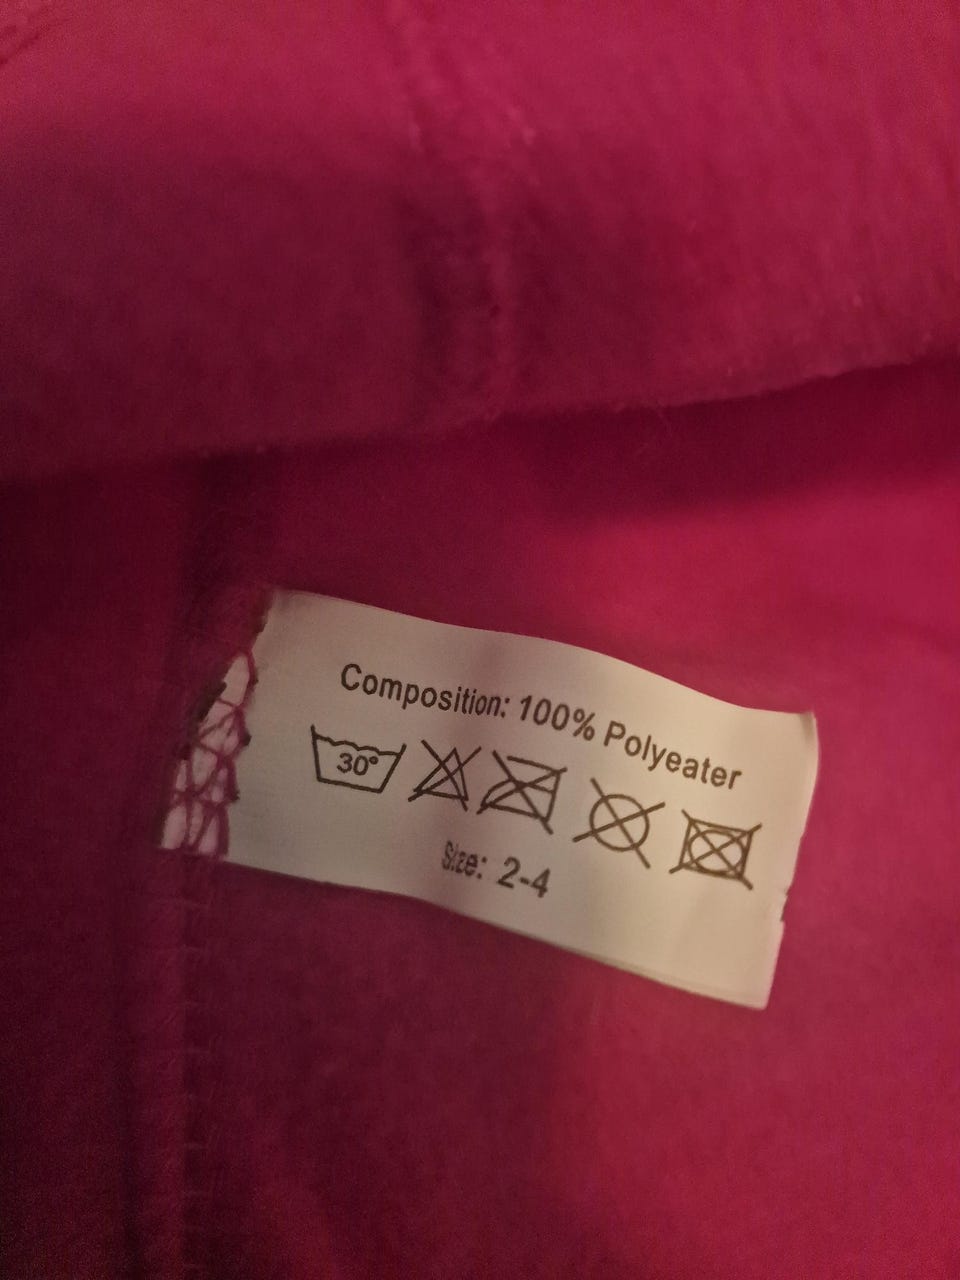 Composition: 100% Polyeater
30°
Size: 2-4